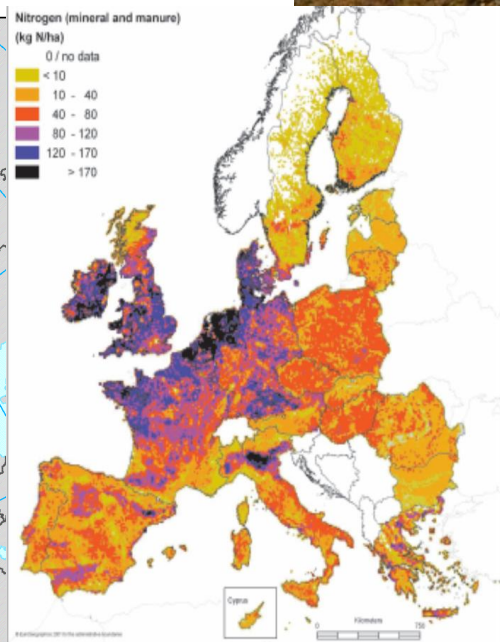 Nitrogen (mineral and manure)
(kg N/ha)
0 / no data
< 10
10 - 40
40 - 80
80 - 120
120 - 170
> 170
Cyprus
Kilometers
0 750